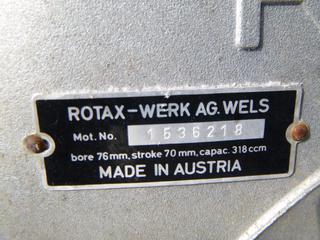 ROTAX-WERK AG. WELS
Mot. No. 1536218
bore 76mm, stroke 70 mm, capac. 318 ccm
MADE IN AUSTRIA